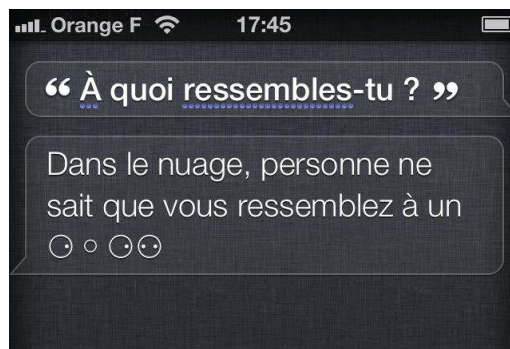 Orange F 17:45
“ À quoi ressembles-tu ? ”
Dans le nuage, personne ne
sait que vous ressemblez à un
⚆ ◦ ⚆⚇